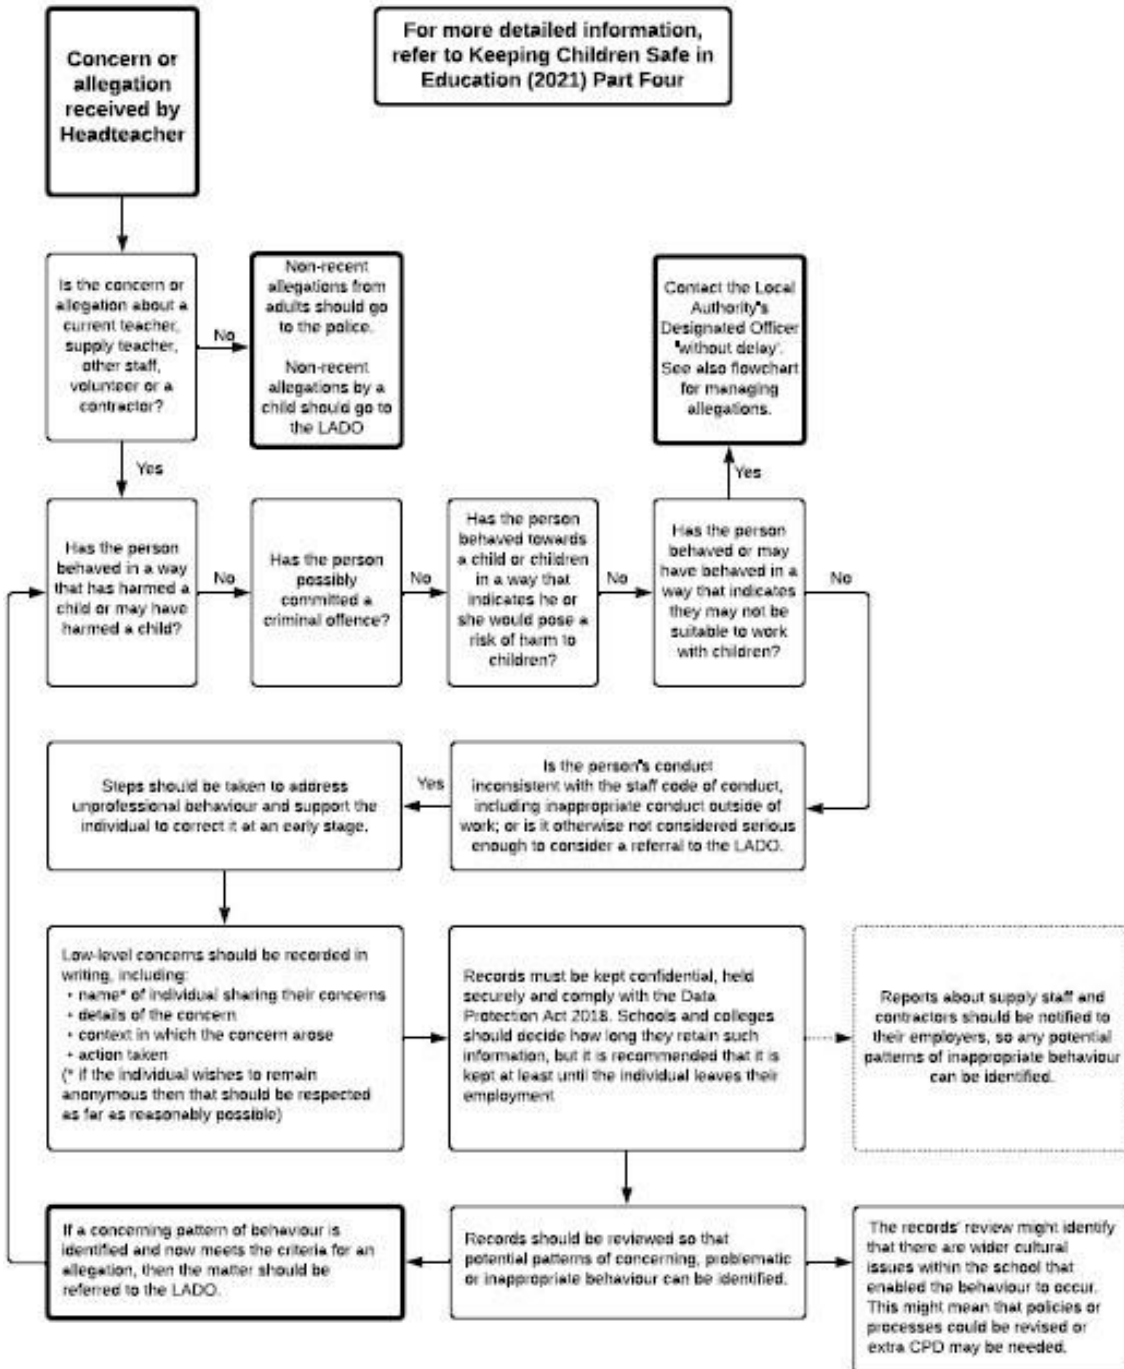 Concern or
allegation
received by
Headteacher
For more detailed information,
refer to Keeping Children Safe in
Education (2021) Part Four
Is the concern or
allegation about a
current teacher,
supply teacher,
other staff,
volunteer or a
contractor?
No
Non-recent
allegations from
adults should go
to the police.
Non-recent
allegations by a
child should go to
the LADO
Contact the Local
Authority's
Designated Officer
'without delay'.
See also flowchart
for managing
allegations.
Yes
Yes
Has the person
behaved in a way
that has harmed a
child or may have
harmed a child?
No
Has the person
possibly
committed a
criminal offence?
No
Has the person
behaved towards
a child or children
in a way that
indicates he or
she would pose a
risk of harm to
children?
No
Has the person
behaved or may
have behaved in a
way that indicates
they may not be
suitable to work
with children?
No
Steps should be taken to address
unprofessional behaviour and support the
individual to correct it at an early stage.
Yes
Is the person's conduct
inconsistent with the staff code of conduct,
including inappropriate conduct outside of
work; or is it otherwise not considered serious
enough to consider a referral to the LADO.
Low-level concerns should be recorded in
writing, including:
• name* of individual sharing their concerns
• details of the concern
• context in which the concern arose
• action taken
(* if the individual wishes to remain
anonymous then that should be respected
as far as reasonably possible)
Records must be kept confidential, held
securely and comply with the Data
Protection Act 2018. Schools and colleges
should decide how long they retain such
information, but it is recommended that it is
kept at least until the individual leaves their
employment
Reports about supply staff and
contractors should be notified to
their employers, so any potential
patterns of inappropriate behaviour
can be identified.
If a concerning pattern of behaviour is
identified and now meets the criteria for an
allegation, then the matter should be
referred to the LADO.
Records should be reviewed so that
potential patterns of concerning, problematic
or inappropriate behaviour can be identified.
The records' review might identify
that there are wider cultural
issues within the school that
enabled the behaviour to occur.
This might mean that policies or
processes could be revised or
extra CPD may be needed.